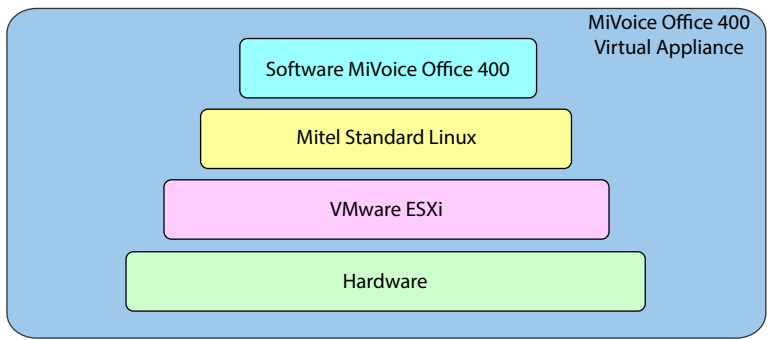 MiVoice Office 400
Virtual Appliance
Software MiVoice Office 400
Mitel Standard Linux
VMware ESXi
Hardware